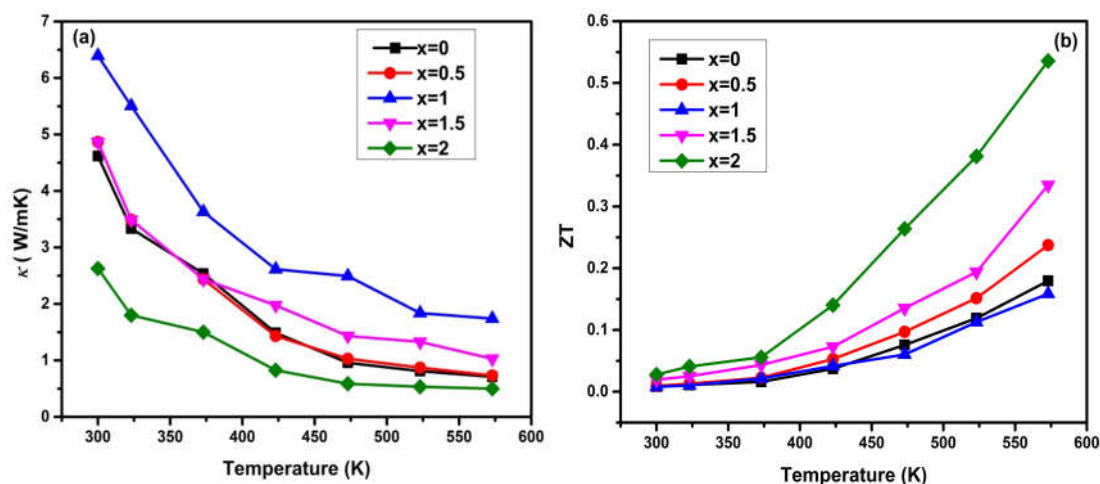 (a)
x=0
x=0.5
x=1
x=1.5
x=2
7
6
5
4
3
2
1
0
κ ( W/mK)
300 350 400 450 500 550 600
Temperature (K)
(b)
x=0
x=0.5
x=1
x=1.5
x=2
0.6
0.5
0.4
0.3
0.2
0.1
0.0
ZT
300 350 400 450 500 550 600
Temperature (K)